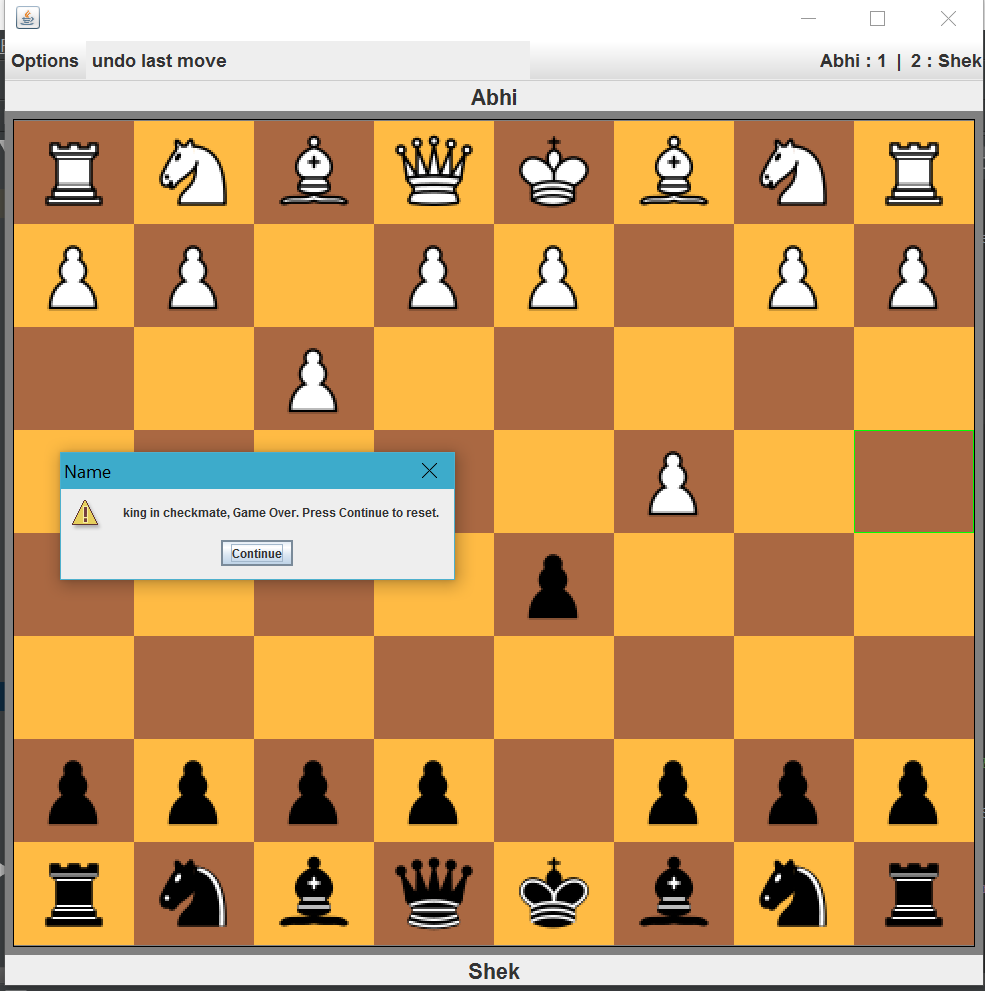 Options undo last move Abhi : 1 | 2 : Shek
Abhi
Name
king in checkmate, Game Over. Press Continue to reset.
Continue
Shek